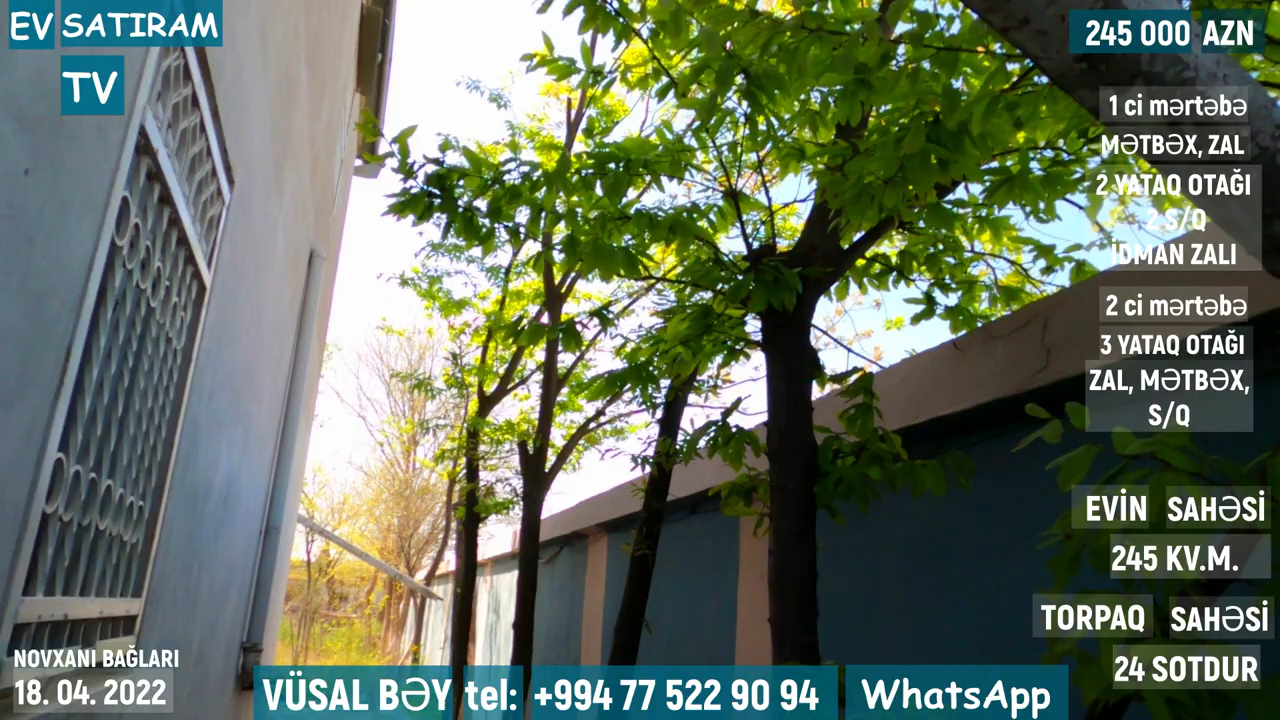 EV SATIRAM
TV
245 000 AZN
1 ci mərtəbə
MƏTBƏX, ZAL
2 YATAQ OTAĞI
2 S/Q
İDMAN ZALI
2 ci mərtəbə
3 YATAQ OTAĞI
ZAL, MƏTBƏX,
S/Q
EVİN SAHƏSİ
245 KV.M.
TORPAQ SAHƏSİ
24 SOTDUR
NOVXANI BAĞLARI
18. 04. 2022
VÜSAL BƏY tel: +994 77 522 90 94 WhatsApp